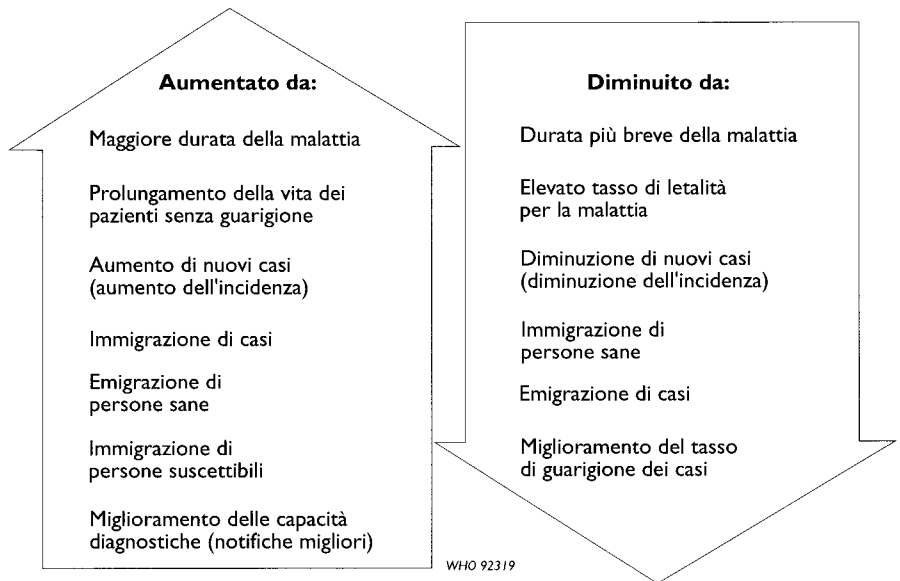 Aumentato da:
Maggiore durata della malattia
Prolungamento della vita dei
pazienti senza guarigione
Aumento di nuovi casi
(aumento dell'incidenza)
Immigrazione di casi
Emigrazione di
persone sane
Immigrazione di
persone suscettibili
Miglioramento delle capacità
diagnostiche (notifiche migliori)
Diminuito da:
Durata più breve della malattia
Elevato tasso di letalità
per la malattia
Diminuzione di nuovi casi
(diminuzione dell'incidenza)
Immigrazione di
persone sane
Emigrazione di casi
Miglioramento del tasso
di guarigione dei casi
WHO 92319